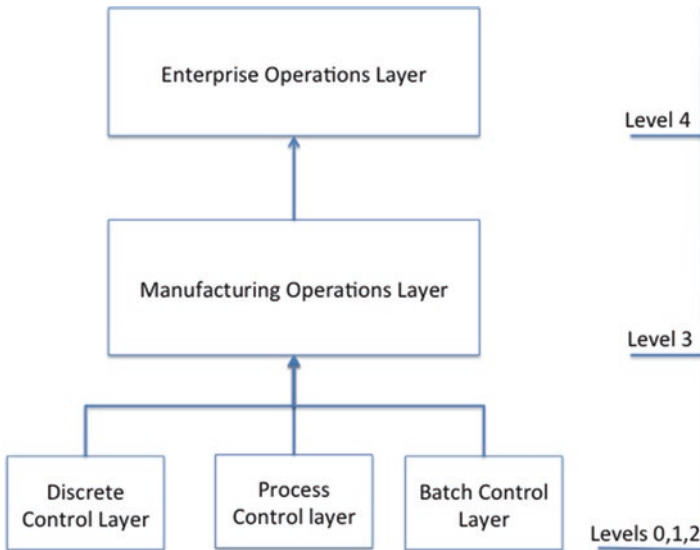 Enterprise Operations Layer
Level 4
Manufacturing Operations Layer
Level 3
Discrete
Control Layer
Process
Control layer
Batch Control
Layer
Levels 0,1,2